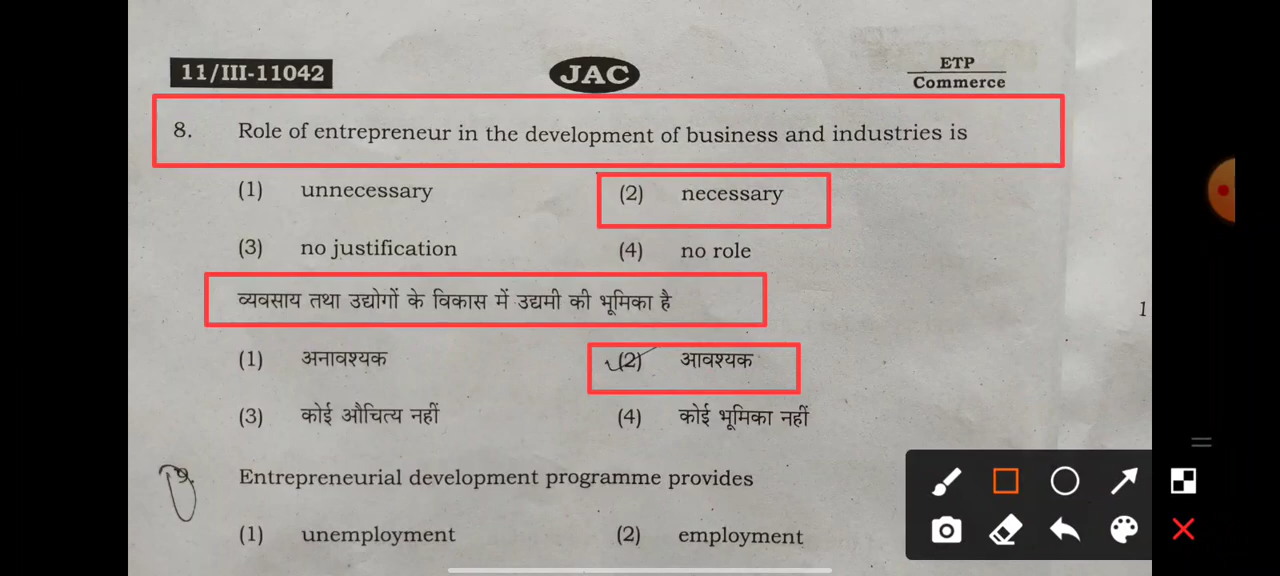 11/III-11042 JAC ETP
Commerce
8. Role of entrepreneur in the development of business and industries is
(1) unnecessary (2) necessary
(3) no justification (4) no role
व्यवसाय तथा उद्योगों के विकास में उद्यमी की भूमिका है
1
(1) अनावश्यक (2) आवश्यक
(3) कोई औचित्य नहीं (4) कोई भूमिका नहीं
9. Entrepreneurial development programme provides
(1) unemployment (2) employment